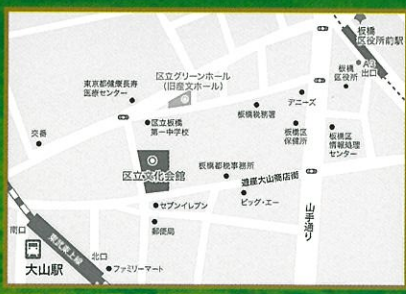 板橋
区役所前駅
板橋
区役所
A3
出口
区立グリーンホール
(旧産文ホール)
東京都健康長寿
医療センター
デニーズ
板橋税務署
交番
区立板橋
第一中学校
板橋区
保健所
板橋区
情報処理
センター
区立文化会館
板橋都税事務所
遊座大山商店街
セブンイレブン
ビッグ・エー
山手通り
郵便局
南口
東武東上線
北口
大山駅
ファミリーマート